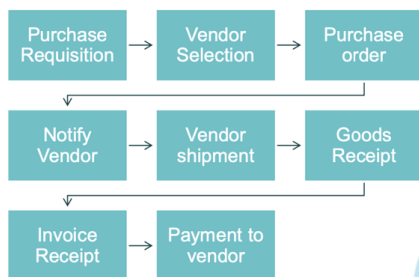 Purchase
Requisition
Vendor
Selection
Purchase
order
Notify
Vendor
Vendor
shipment
Goods
Receipt
Invoice
Receipt
Payment to
vendor